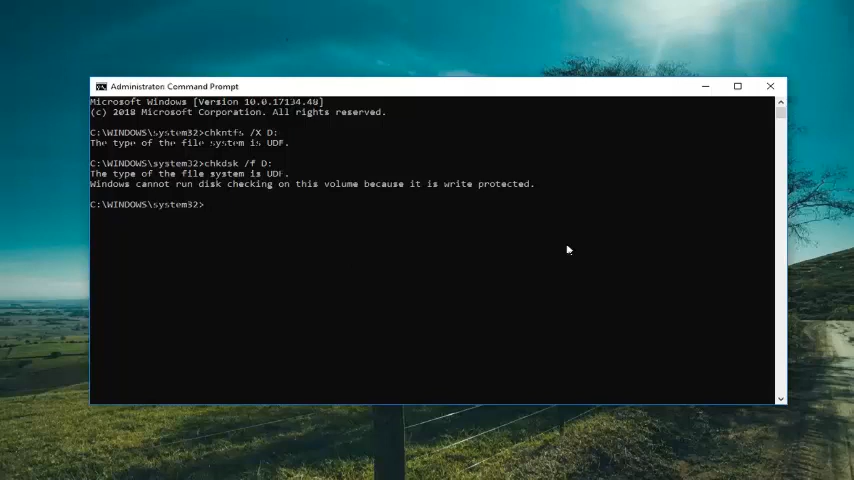 Administrator: Command Prompt
Microsoft Windows [Version 10.0.17134.48]
(c) 2018 Microsoft Corporation. All rights reserved.
C:\WINDOWS\system32>chkntfs /X D:
The type of the file system is UDF.
C:\WINDOWS\system32>chkdsk /f D:
The type of the file system is UDF.
Windows cannot run disk checking on this volume because it is write protected.
C:\WINDOWS\system32>